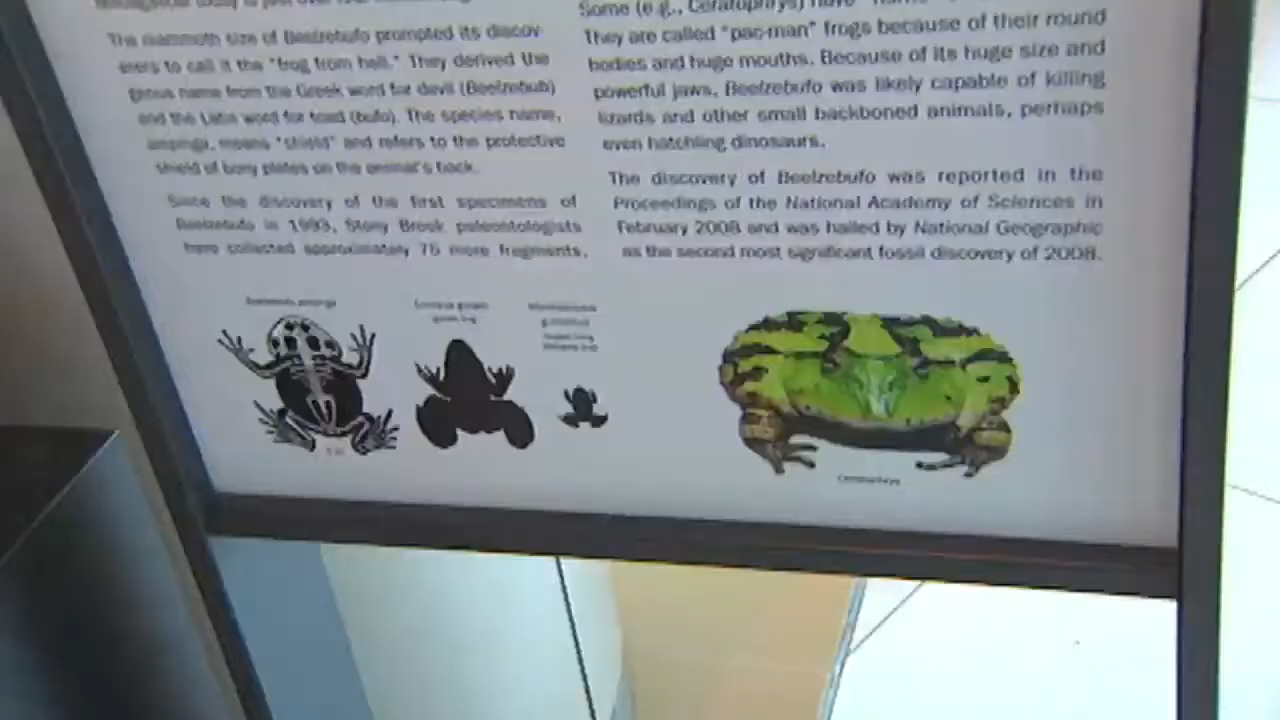 The mammoth size of Beelzebufo prompted its discov-
erers to call it the "frog from hell." They derived the
genus name from the Greek word for devil (Beelzebub)
and the Latin word for toad (bufo). The species name,
ampinga, means "shield" and refers to the protective
shield of bony plates on the animal's back.
Since the discovery of the first specimens of
Beelzebufo in 1993, Stony Brook paleontologists
have collected approximately 75 more fragments,
Some (e.g., Ceratophrys) have
They are called "pac-man" frogs because of their round
bodies and huge mouths. Because of its huge size and
powerful jaws, Beelzebufo was likely capable of killing
lizards and other small backboned animals, perhaps
even hatchling dinosaurs.
The discovery of Beelzebufo was reported in the
Proceedings of the National Academy of Sciences in
February 2008 and was hailed by National Geographic
as the second most significant fossil discovery of 2008.
Beelzebufo ampinga
Ceratophrys